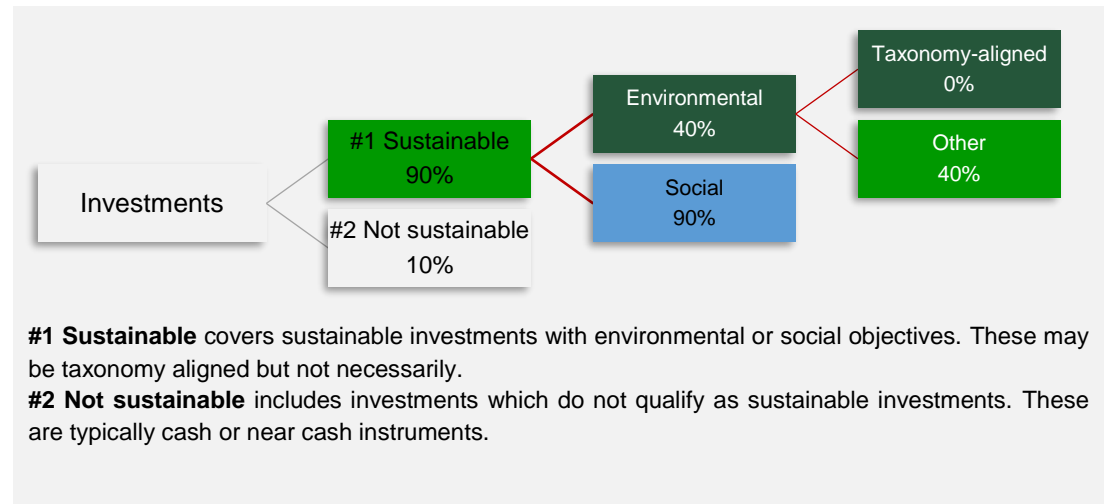 Investments
#1 Sustainable
90%
#2 Not sustainable
10%
Environmental
40%
Social
90%
Taxonomy-aligned
0%
Other
40%
#1 Sustainable covers sustainable investments with environmental or social objectives. These may
be taxonomy aligned but not necessarily.
#2 Not sustainable includes investments which do not qualify as sustainable investments. These
are typically cash or near cash instruments.